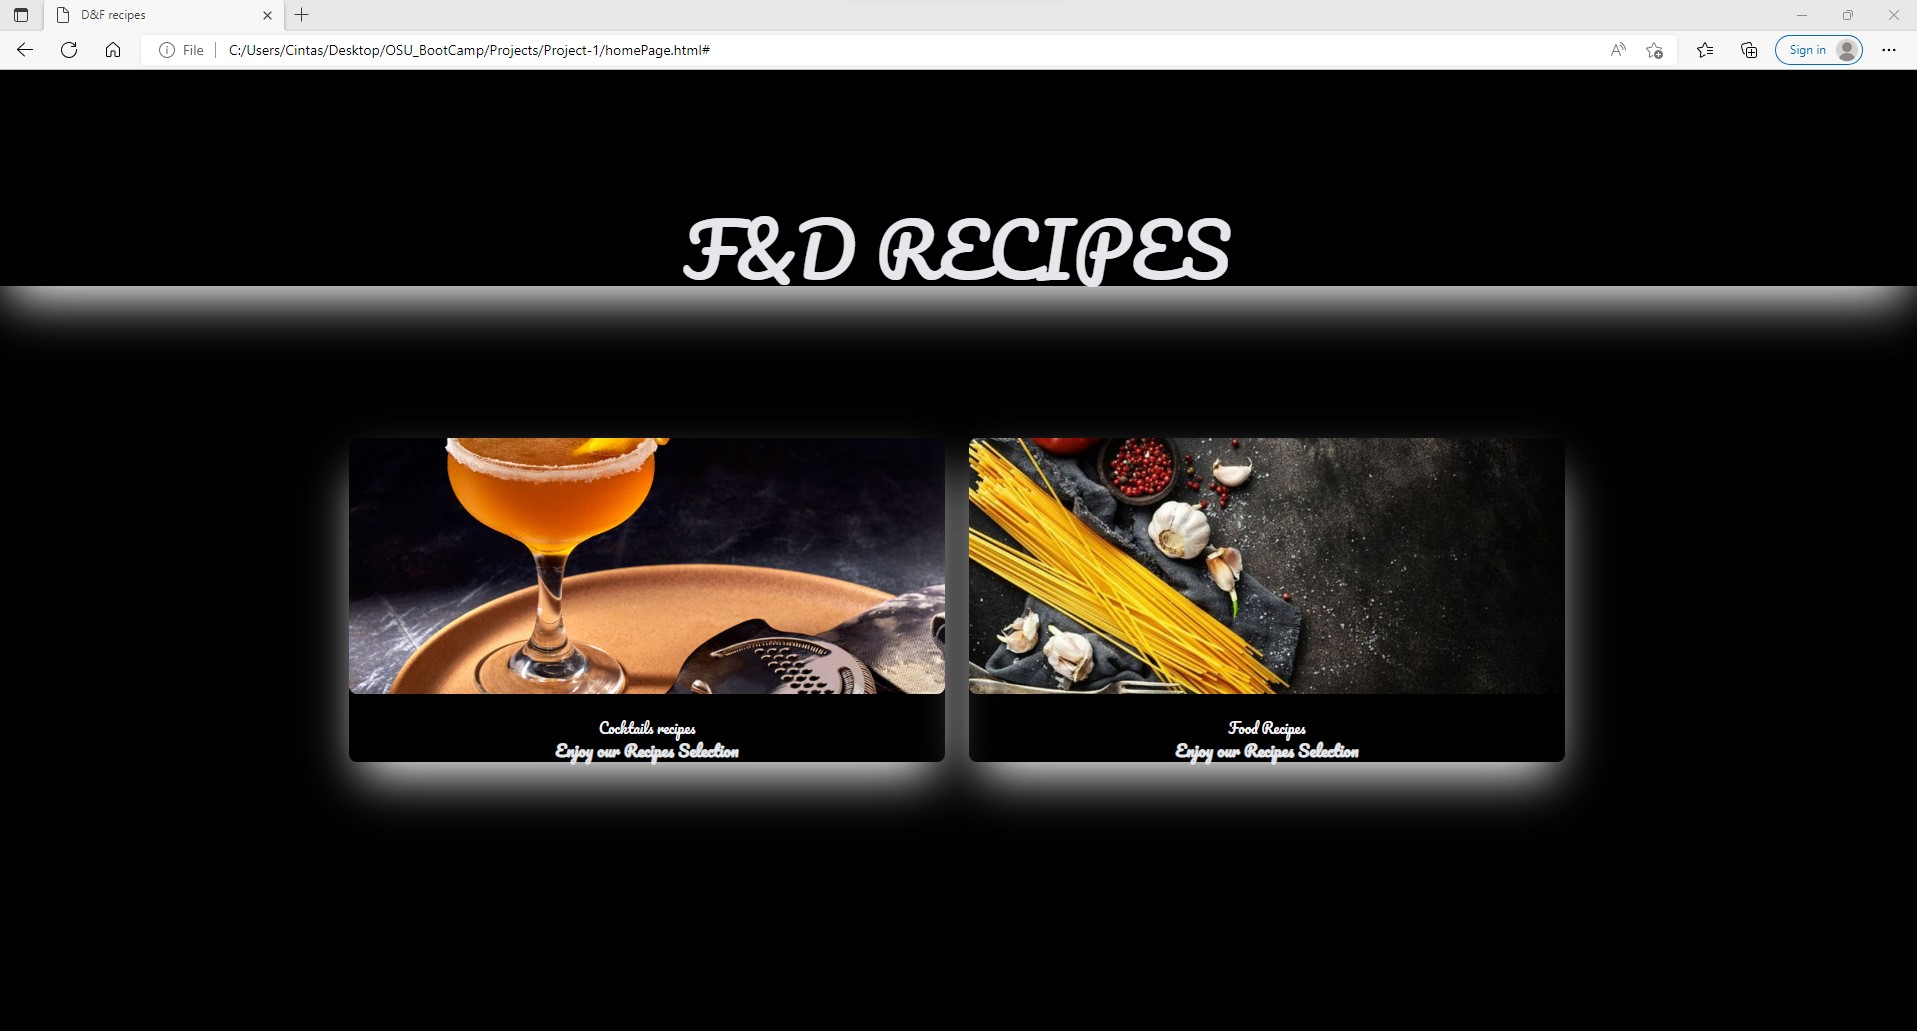 D&F recipes
File
C:/Users/Cintas/Desktop/OSU_BootCamp/Projects/Project-1/homePage.html#
Sign in
F&D RECIPES
Cocktails recipes
Enjoy our Recipes Selection
Food Recipes
Enjoy our Recipes Selection